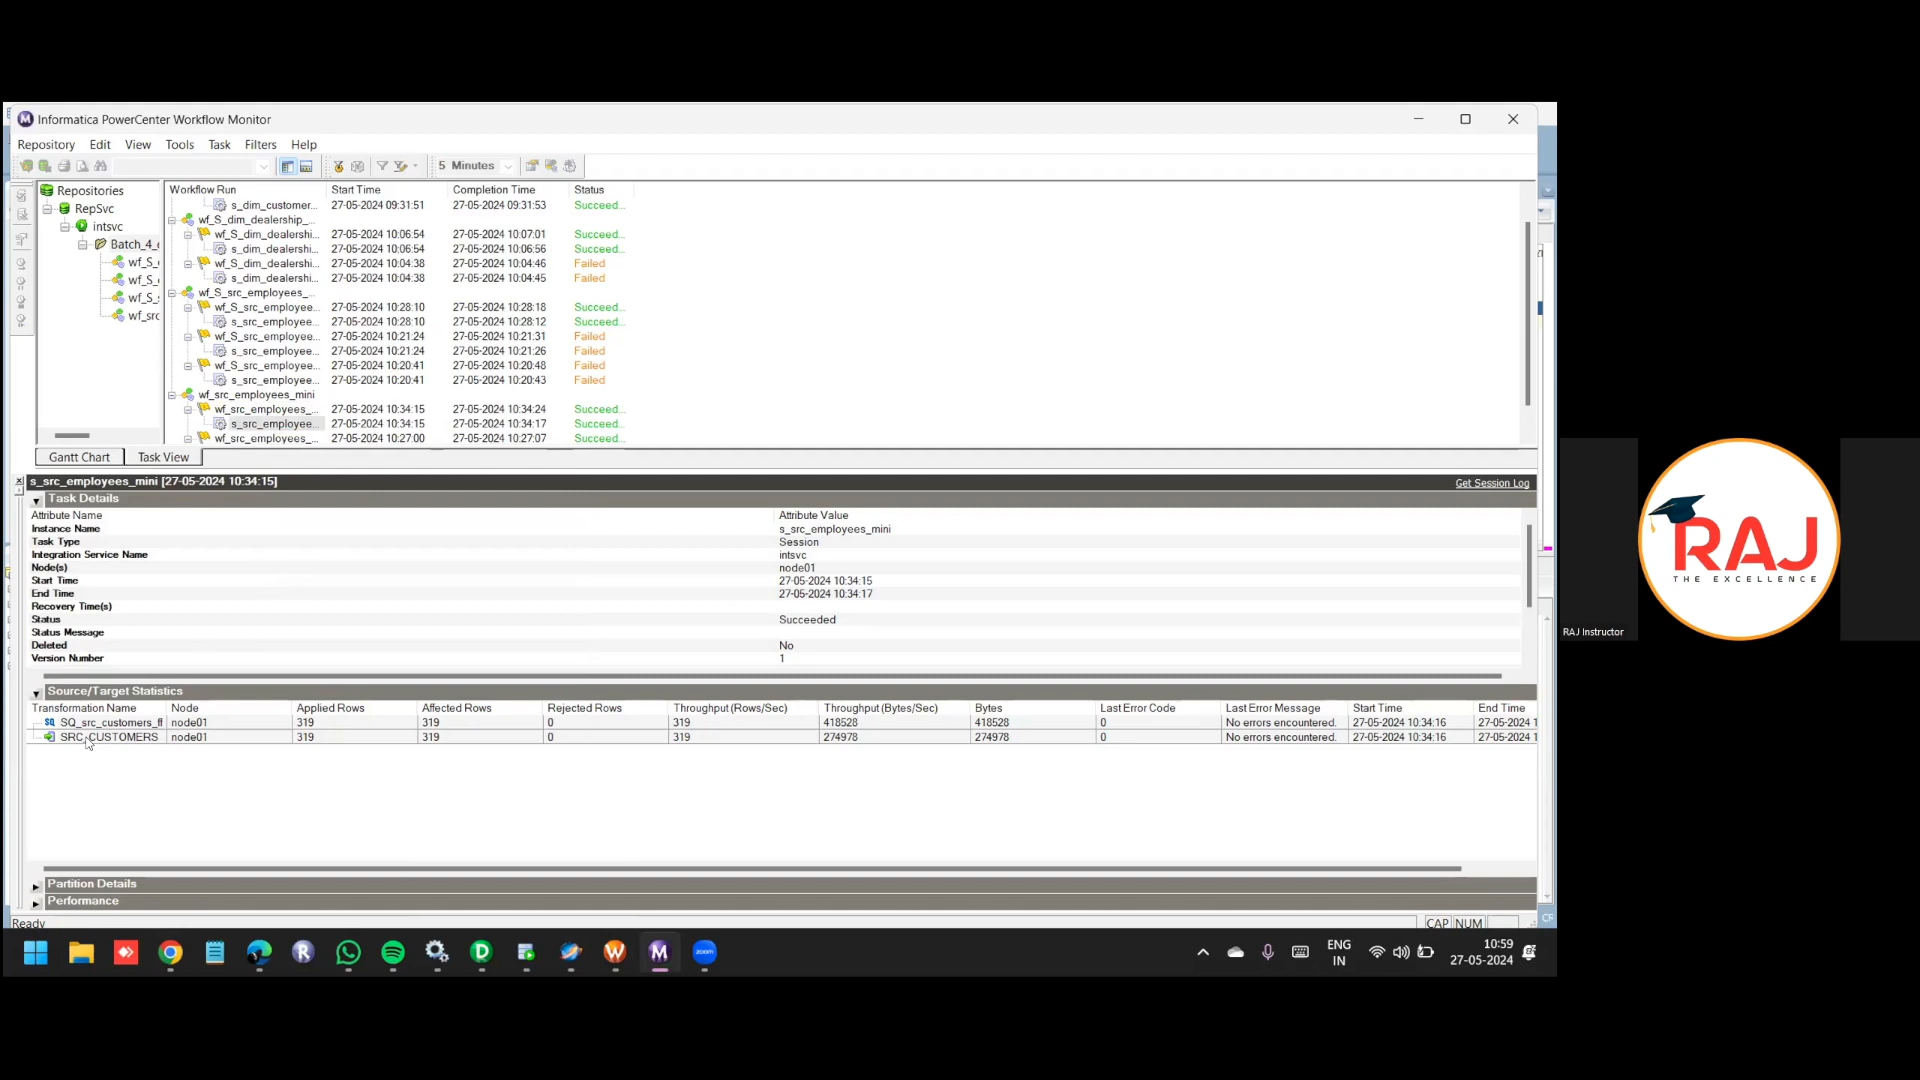 Informatica PowerCenter Workflow Monitor
Repository Edit View Tools Task Filters Help
5 Minutes
Repositories
RepSvc
intsvc
Batch_4_
wf_S_
wf_S_
wf_S_
wf_src
Workflow Run Start Time Completion Time Status
s_dim_customer... 27-05-2024 09:31:51 27-05-2024 09:31:53 Succeed...
wf_S_dim_dealership_...
wf_S_dim_dealershi... 27-05-2024 10:06:54 27-05-2024 10:07:01 Succeed...
s_dim_dealershi... 27-05-2024 10:06:54 27-05-2024 10:06:56 Succeed...
wf_S_dim_dealershi... 27-05-2024 10:04:38 27-05-2024 10:04:46 Failed
s_dim_dealershi... 27-05-2024 10:04:38 27-05-2024 10:04:45 Failed
wf_S_src_employees_...
wf_S_src_employee... 27-05-2024 10:28:10 27-05-2024 10:28:18 Succeed...
s_src_employee... 27-05-2024 10:28:10 27-05-2024 10:28:12 Succeed...
wf_S_src_employee... 27-05-2024 10:21:24 27-05-2024 10:21:31 Failed
s_src_employee... 27-05-2024 10:21:24 27-05-2024 10:21:26 Failed
wf_S_src_employee... 27-05-2024 10:20:41 27-05-2024 10:20:48 Failed
s_src_employee... 27-05-2024 10:20:41 27-05-2024 10:20:43 Failed
wf_src_employees_mini
wf_src_employees_... 27-05-2024 10:34:15 27-05-2024 10:34:24 Succeed...
s_src_employee... 27-05-2024 10:34:15 27-05-2024 10:34:17 Succeed...
wf_src_employees_... 27-05-2024 10:27:00 27-05-2024 10:27:07 Succeed...
Gantt Chart Task View
s_src_employees_mini [27-05-2024 10:34:15] Get Session Log
Task Details
Attribute Name Attribute Value
Instance Name s_src_employees_mini
Task Type Session
Integration Service Name intsvc
Node(s) node01
Start Time 27-05-2024 10:34:15
End Time 27-05-2024 10:34:17
Recovery Time(s)
Status Succeeded
Status Message
Deleted No
Version Number 1
Source/Target Statistics
Transformation Name Node Applied Rows Affected Rows Rejected Rows Throughput (Rows/Sec) Throughput (Bytes/Sec) Bytes Last Error Code Last Error Message Start Time End Time
SQ_src_customers_ff node01 319 319 0 319 418528 418528 0 No errors encountered. 27-05-2024 10:34:16 27-05-2024 1
SRC_CUSTOMERS node01 319 319 0 319 274978 274978 0 No errors encountered. 27-05-2024 10:34:16 27-05-2024 1
Partition Details
Performance
Ready CAP NUM
ENG
IN
10:59
27-05-2024
zoom
RAJ
THE EXCELLENCE
RAJ Instructor